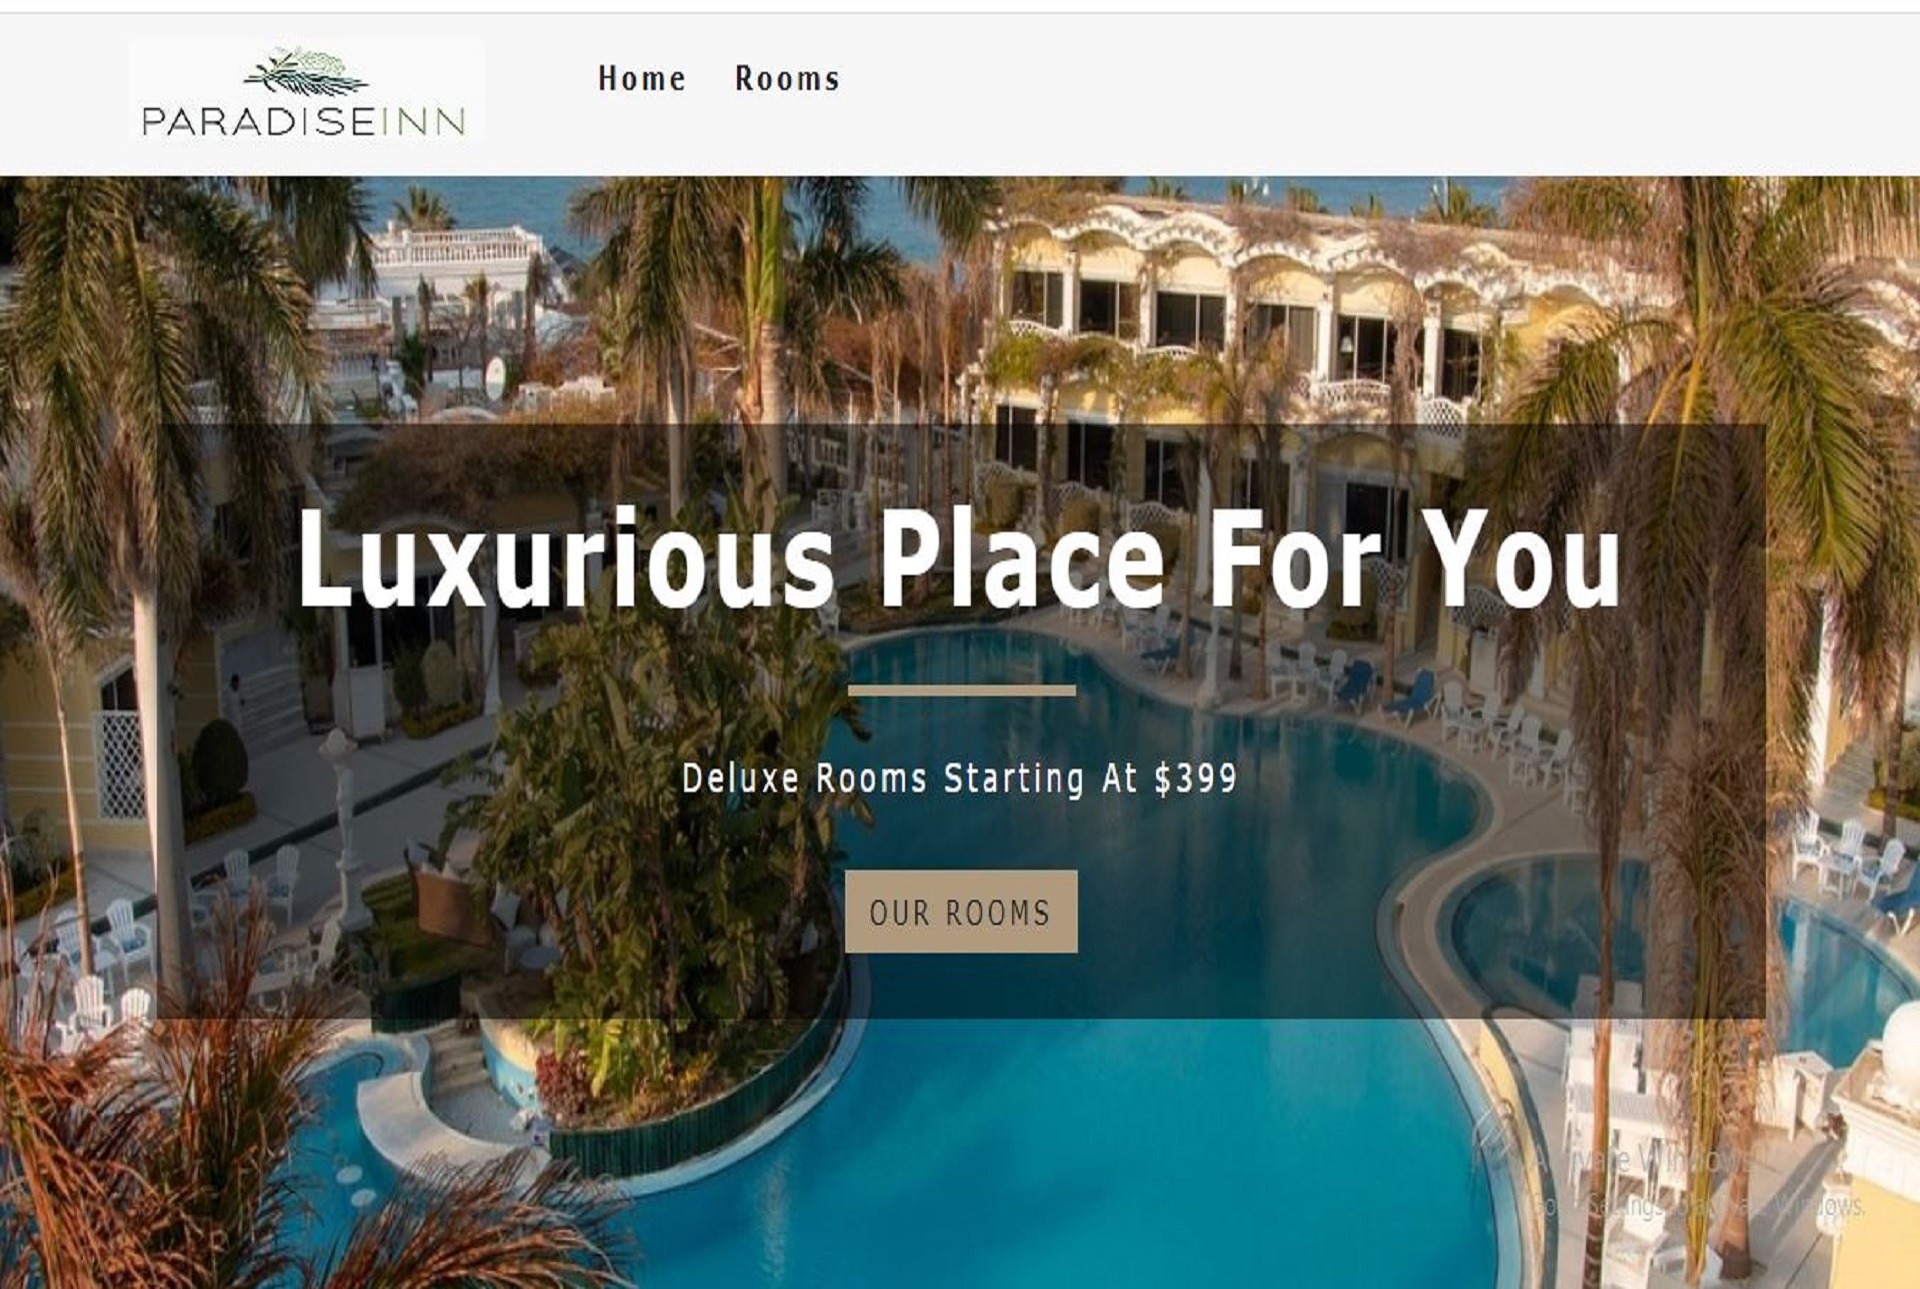 PARADISEINN
Home Rooms
Luxurious Place For You
Deluxe Rooms Starting At $399
OUR ROOMS
Activate Windows
Go to Settings to activate Windows.